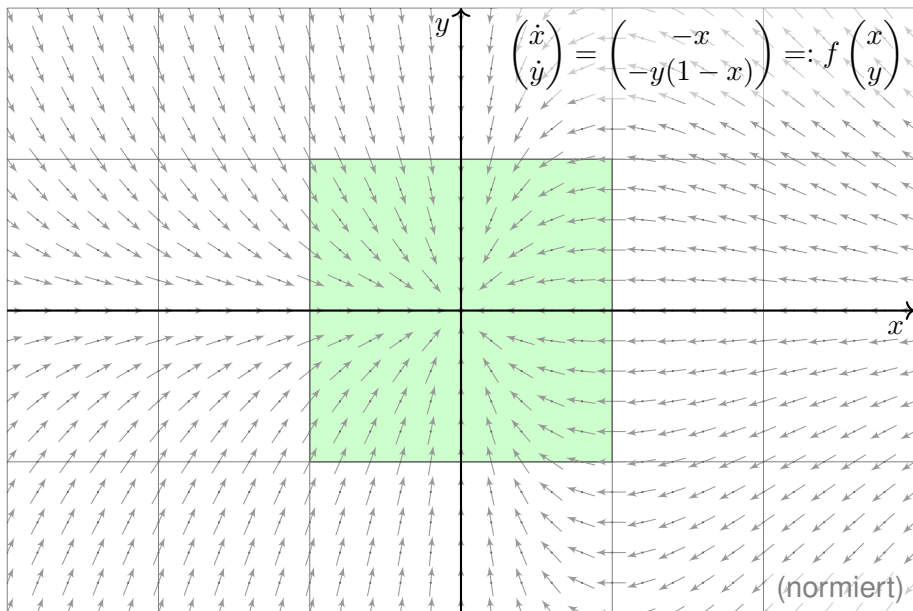 y
(ẋ ẏ) = (−x −y(1 − x)) =: f (x y)
x
(normiert)